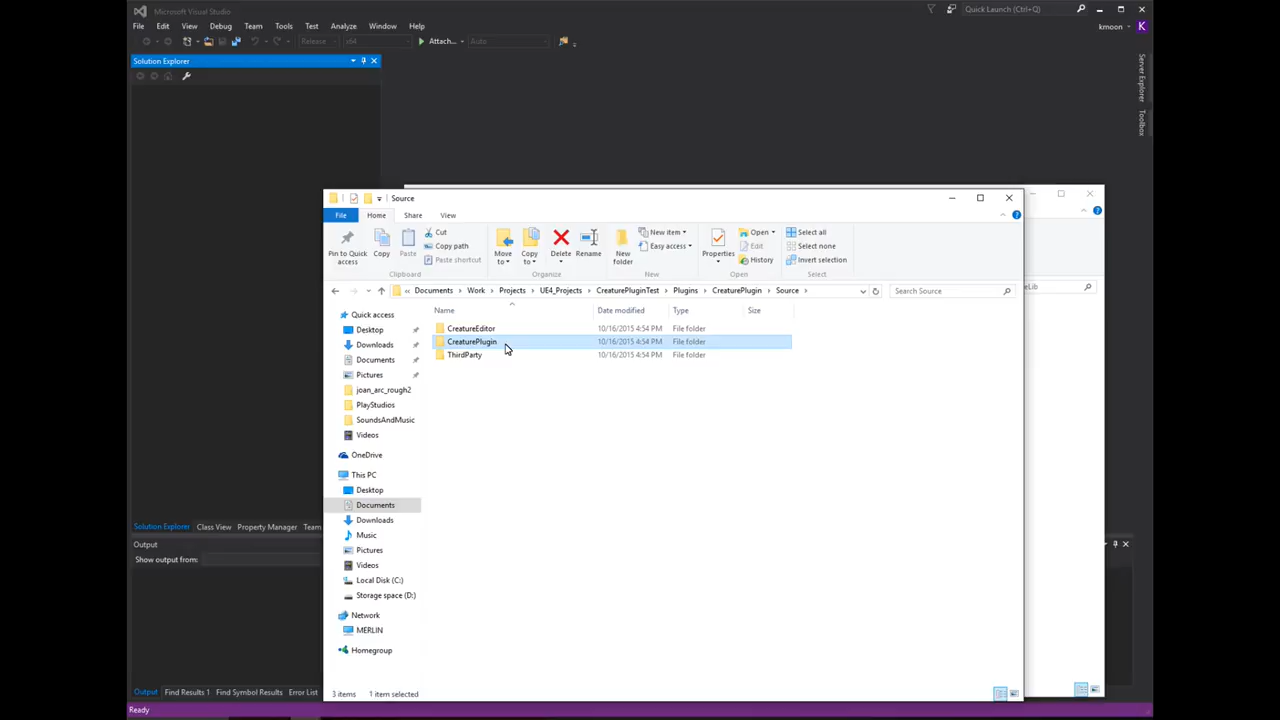 Microsoft Visual Studio
Quick Launch (Ctrl+Q)
File Edit View Debug Team Tools Test Analyze Window Help
kmoon K
Release x64 Attach... Auto
Solution Explorer
Server Explorer
Toolbox
Source
File Home Share View
Pin to Quick access
Copy
Paste
Cut
Copy path
Paste shortcut
Clipboard
Move to
Copy to
Delete
Rename
Organize
New folder
New item
Easy access
New
Properties
Open
Edit
History
Open
Select all
Select none
Invert selection
Select
« Documents Work Projects UE4_Projects CreaturePluginTest Plugins CreaturePlugin Source
Search Source
eLib
Name Date modified Type Size
CreatureEditor 10/16/2015 4:54 PM File folder
CreaturePlugin 10/16/2015 4:54 PM File folder
ThirdParty 10/16/2015 4:54 PM File folder
Quick access
Desktop
Downloads
Documents
Pictures
joan_arc_rough2
PlayStudios
SoundsAndMusic
Videos
OneDrive
This PC
Desktop
Documents
Downloads
Music
Pictures
Videos
Local Disk (C:)
Storage space (D:)
Network
MERLIN
Homegroup
3 items 1 item selected
Solution Explorer Class View Property Manager Team
Output
Show output from:
Output Find Results 1 Find Symbol Results Error List
Ready